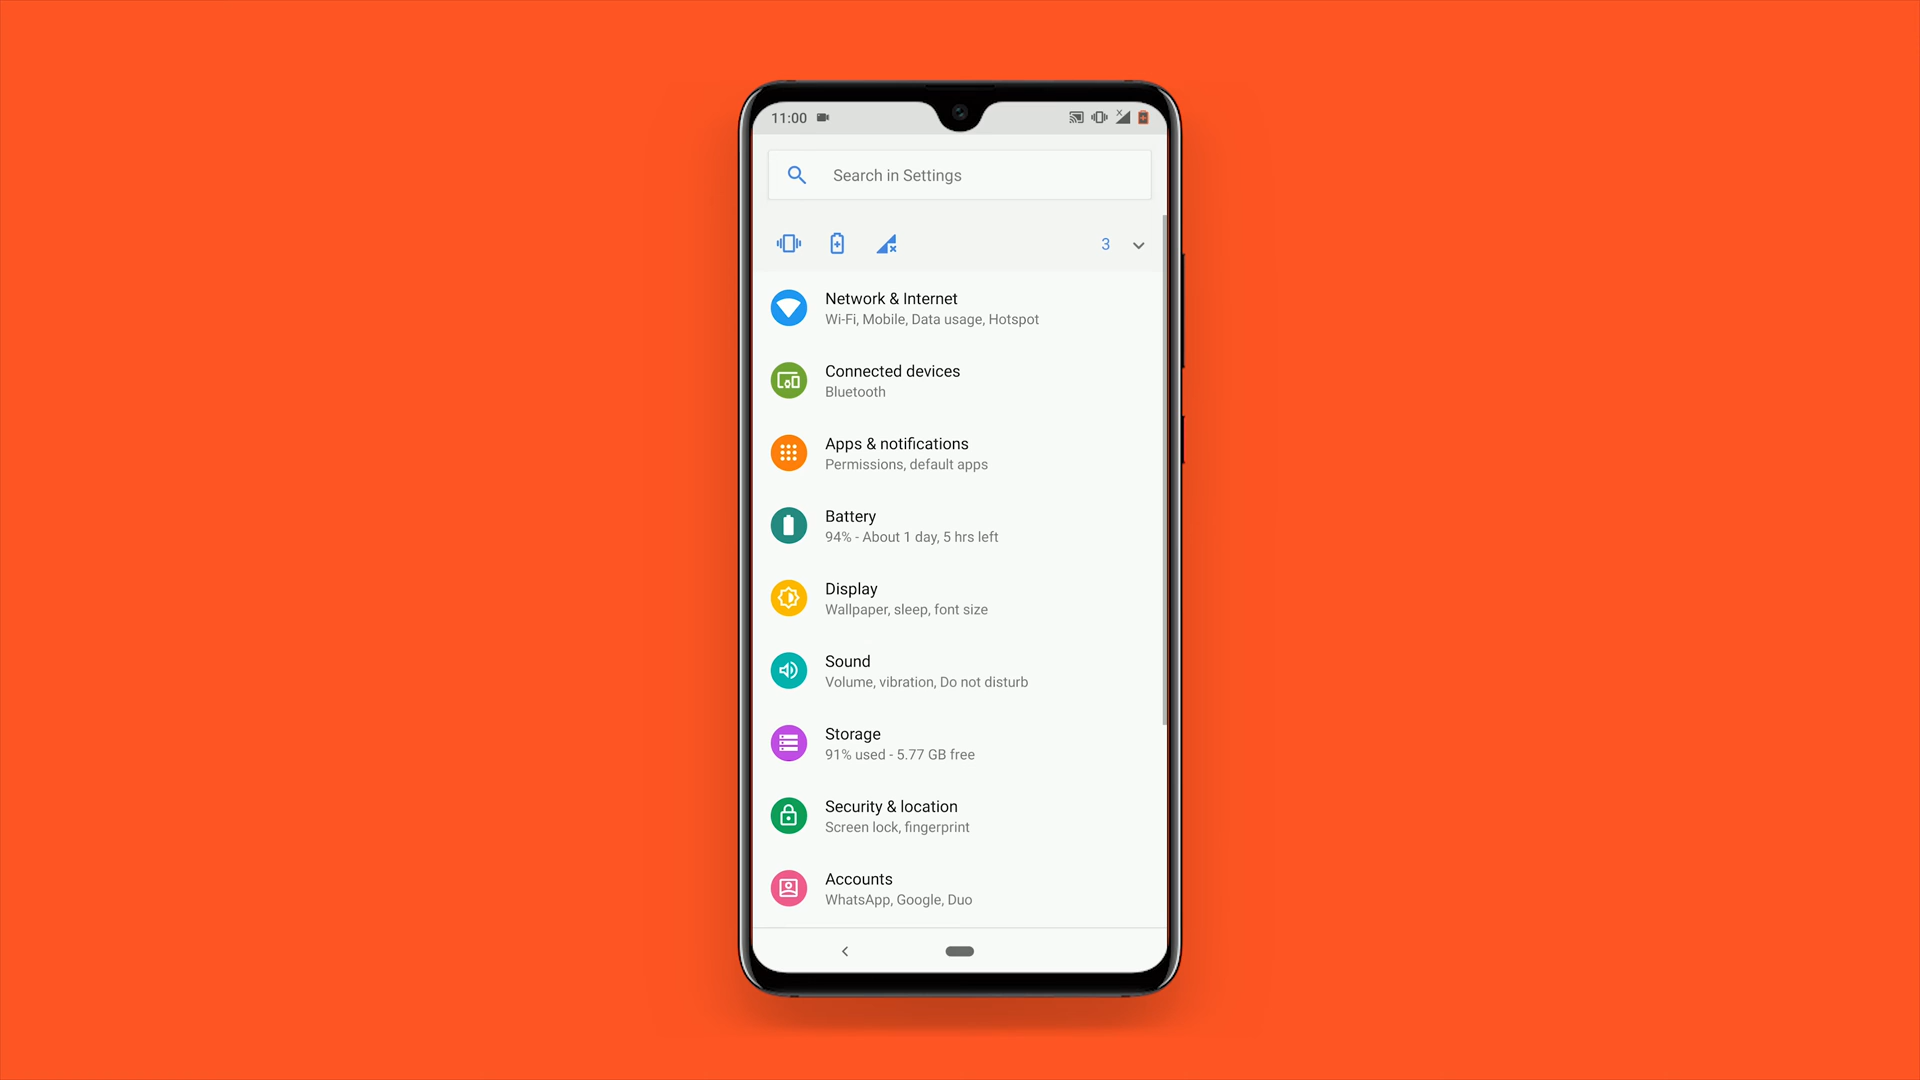 11:00
Search in Settings
3
Network & Internet
Wi-Fi, Mobile, Data usage, Hotspot
Connected devices
Bluetooth
Apps & notifications
Permissions, default apps
Battery
94% - About 1 day, 5 hrs left
Display
Wallpaper, sleep, font size
Sound
Volume, vibration, Do not disturb
Storage
91% used - 5.77 GB free
Security & location
Screen lock, fingerprint
Accounts
WhatsApp, Google, Duo